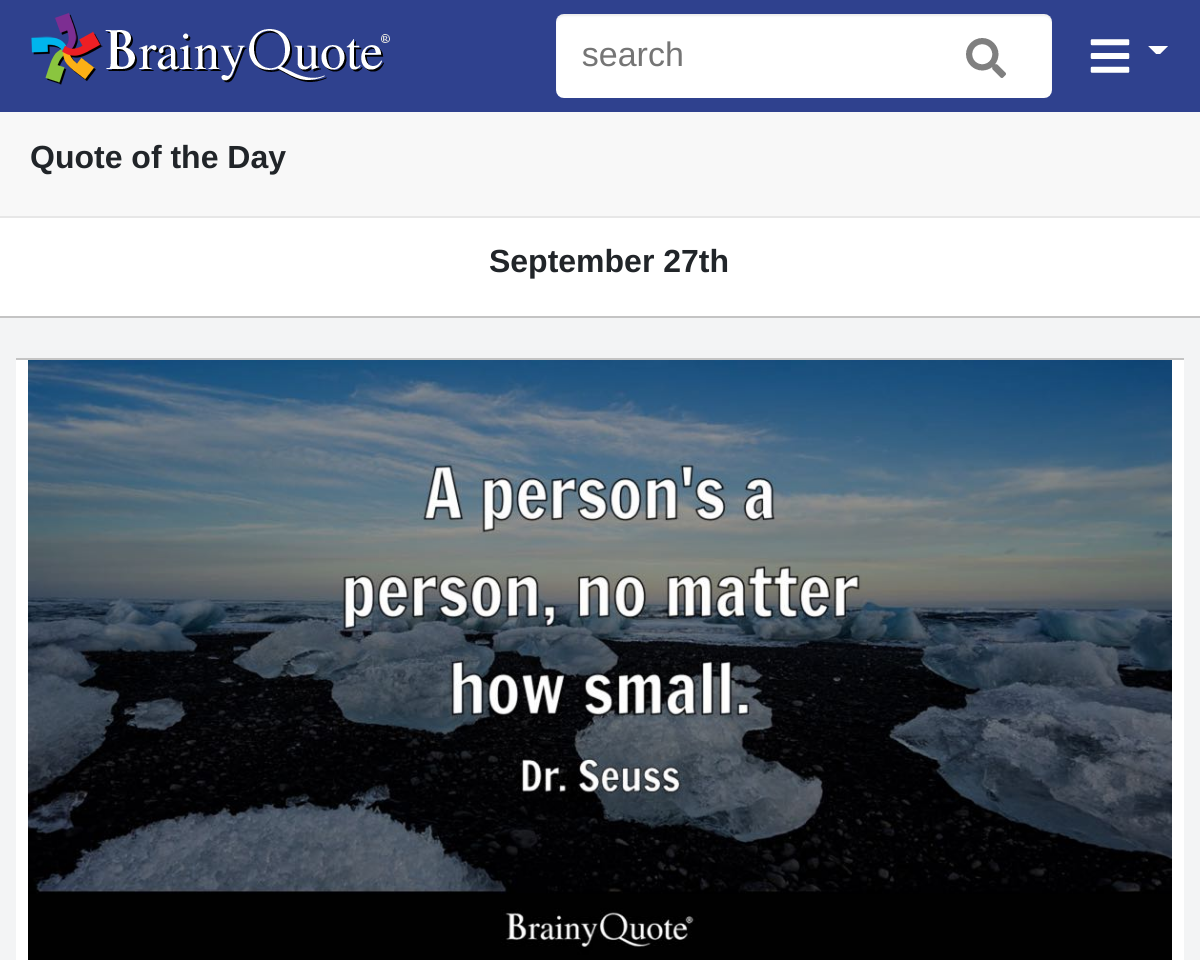 BrainyQuote®
search
Quote of the Day
September 27th
A person's a
person, no matter
how small.
Dr. Seuss
BrainyQuote®